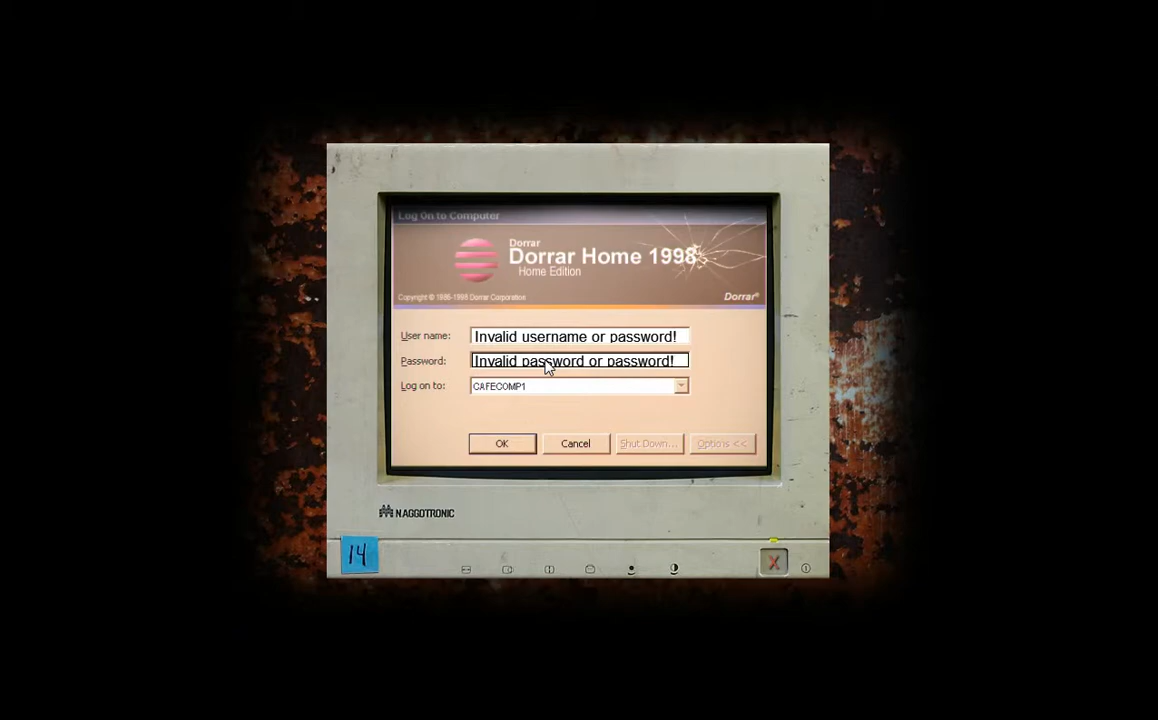 Log On to Computer
Dorrar
Dorrar Home 1998
Home Edition
Copyright © 1986-1998 Dorrar Corporation
Dorrar®
User name: Invalid username or password!
Password: Invalid password or password!
Log on to: CAFECOMP1
OK Cancel Shut Down... Options <<
NAGGOTRONIC
14
X